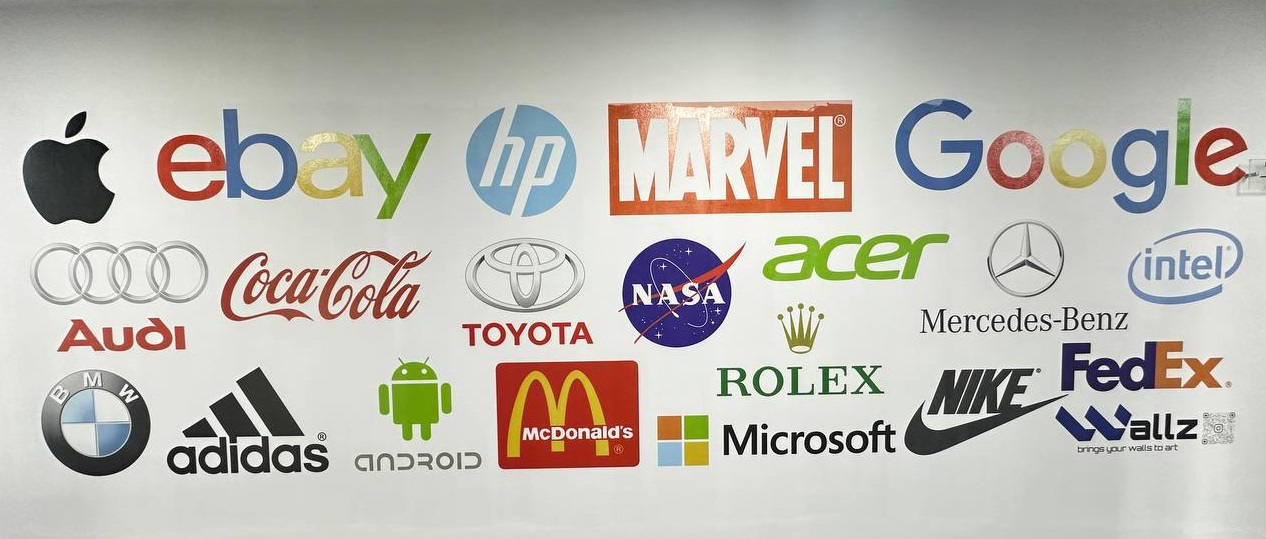 ebay
hp
MARVEL®
Google
Audi
Coca-Cola
TOYOTA
NASA
acer
Mercedes-Benz
intel®
BMW
adidas®
ANDROID
McDonald's®
ROLEX
Microsoft
NIKE®
FedEx®
Wallz
brings your walls to art